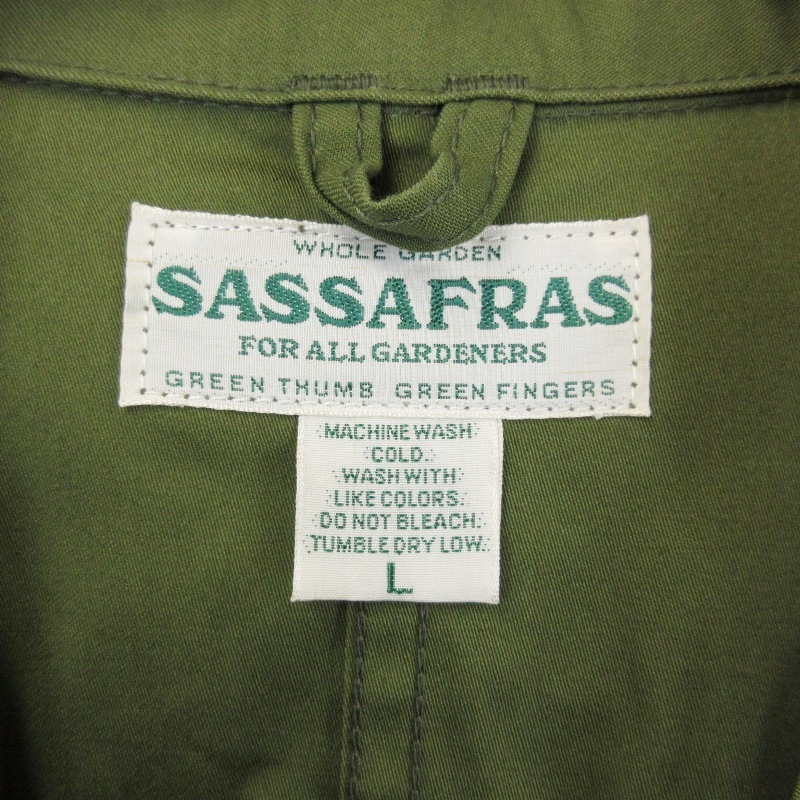 WHOLE GARDEN
SASSAFRAS
FOR ALL GARDENERS
GREEN THUMB GREEN FINGERS
MACHINE WASH
COLD.
WASH WITH
LIKE COLORS.
DO NOT BLEACH.
TUMBLE DRY LOW.
L